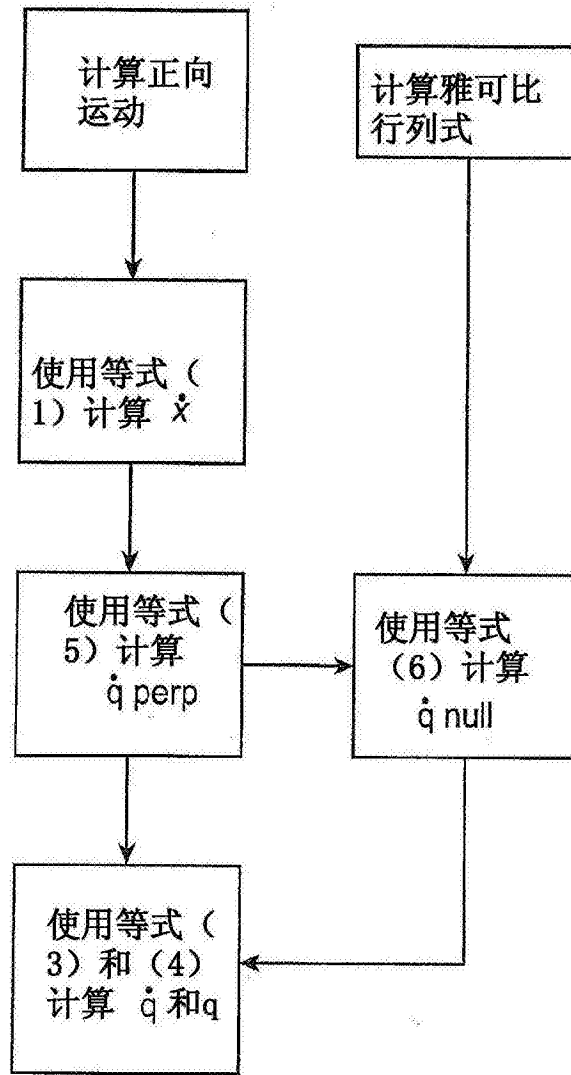 计算正向
运动
计算雅可比
行列式
使用等式（
1）计算 ẋ
使用等式（
5）计算
q̇ perp
使用等式
（6）计算
q̇ null
使用等式（
3）和（4）
计算 q̇ 和q